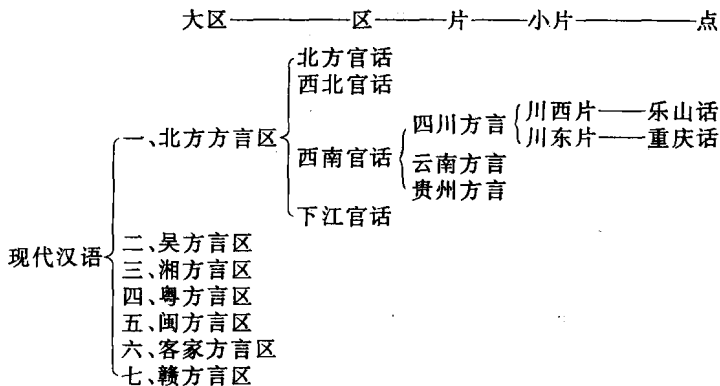 大区————区——片——小片————点
北方官话
西北官话
川西片——乐山话
四川方言
川东片——重庆话
一、北方方言区
西南官话
云南方言
贵州方言
下江官话
二、吴方言区
三、湘方言区
现代汉语
四、粤方言区
五、闽方言区
六、客家方言区
七、赣方言区